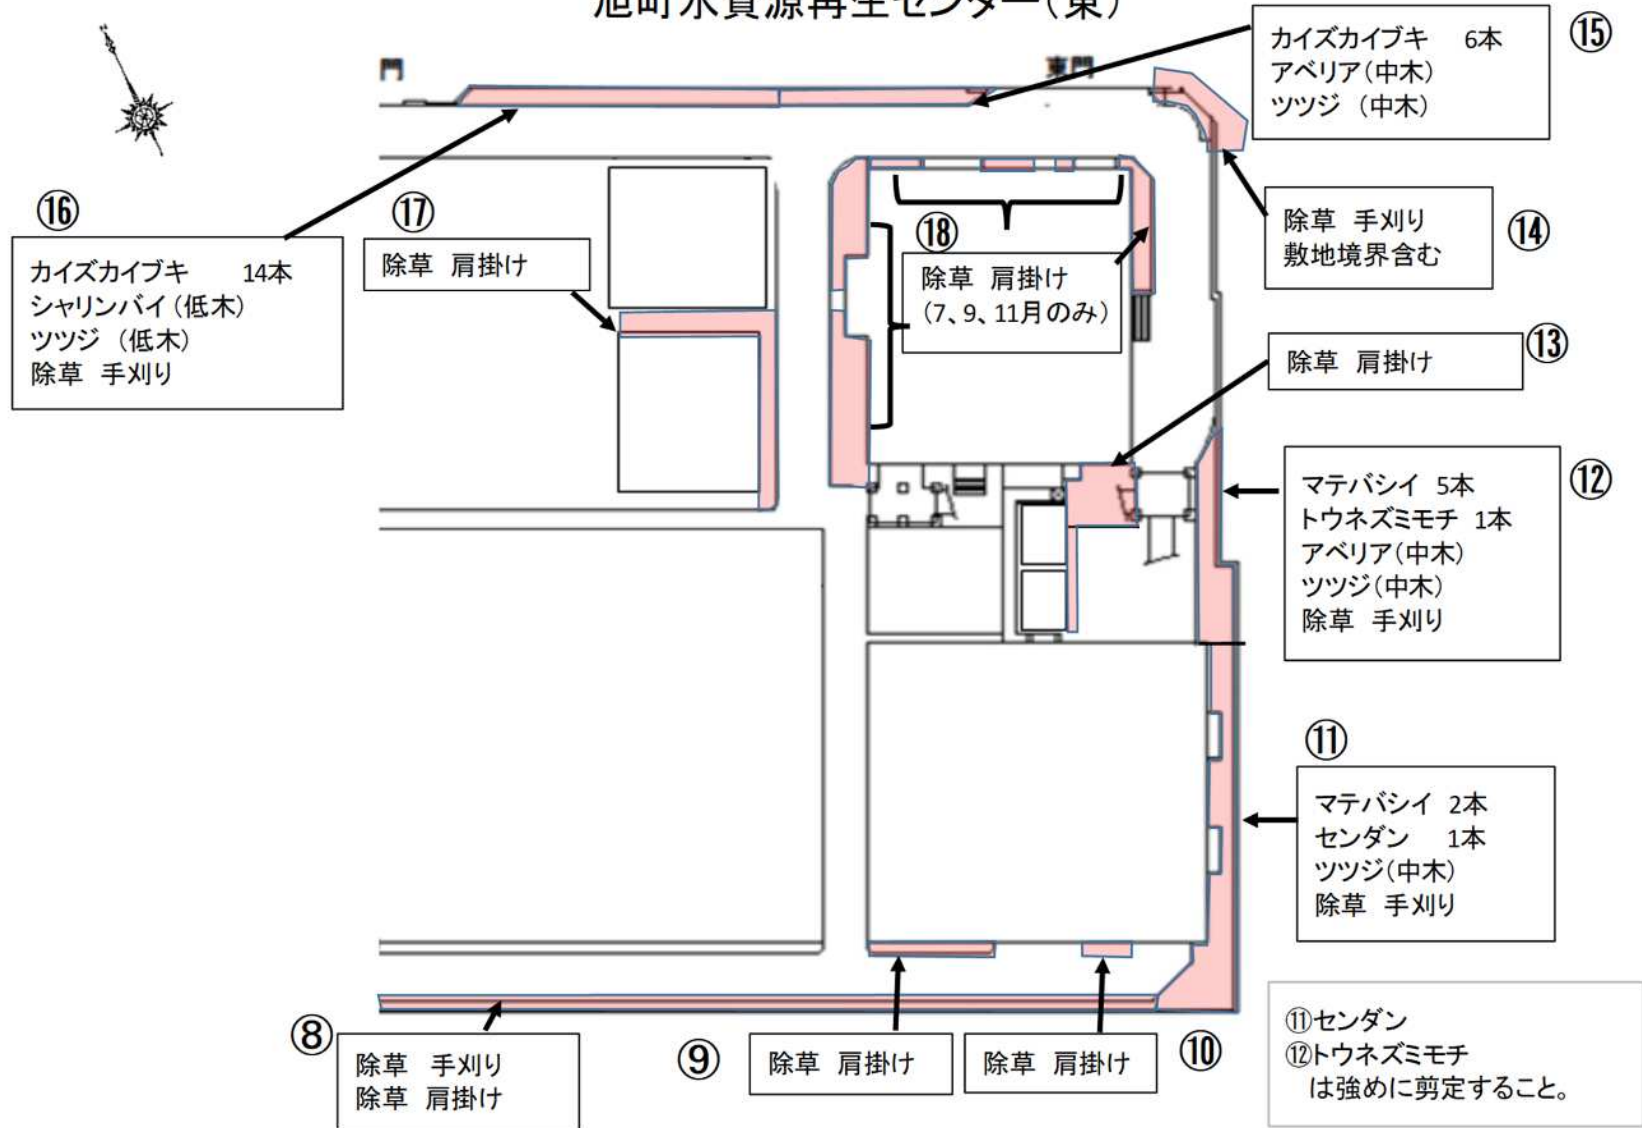 旭町水資源再生センター(東)
門
東門
カイズカイブキ 6本
アベリア(中木)
ツツジ (中木)
⑮
除草 手刈り
敷地境界含む
⑭
⑯
カイズカイブキ 14本
シャリンバイ(低木)
ツツジ (低木)
除草 手刈り
⑰
除草 肩掛け
⑱
除草 肩掛け
(7、9、11月のみ)
⑬
除草 肩掛け
マテバシイ 5本
トウネズミモチ 1本
アベリア(中木)
ツツジ(中木)
除草 手刈り
⑫
⑪
マテバシイ 2本
センダン 1本
ツツジ(中木)
除草 手刈り
⑧
除草 手刈り
除草 肩掛け
⑨
除草 肩掛け
除草 肩掛け
⑩
⑪センダン
⑫トウネズミモチ
は強めに剪定すること。